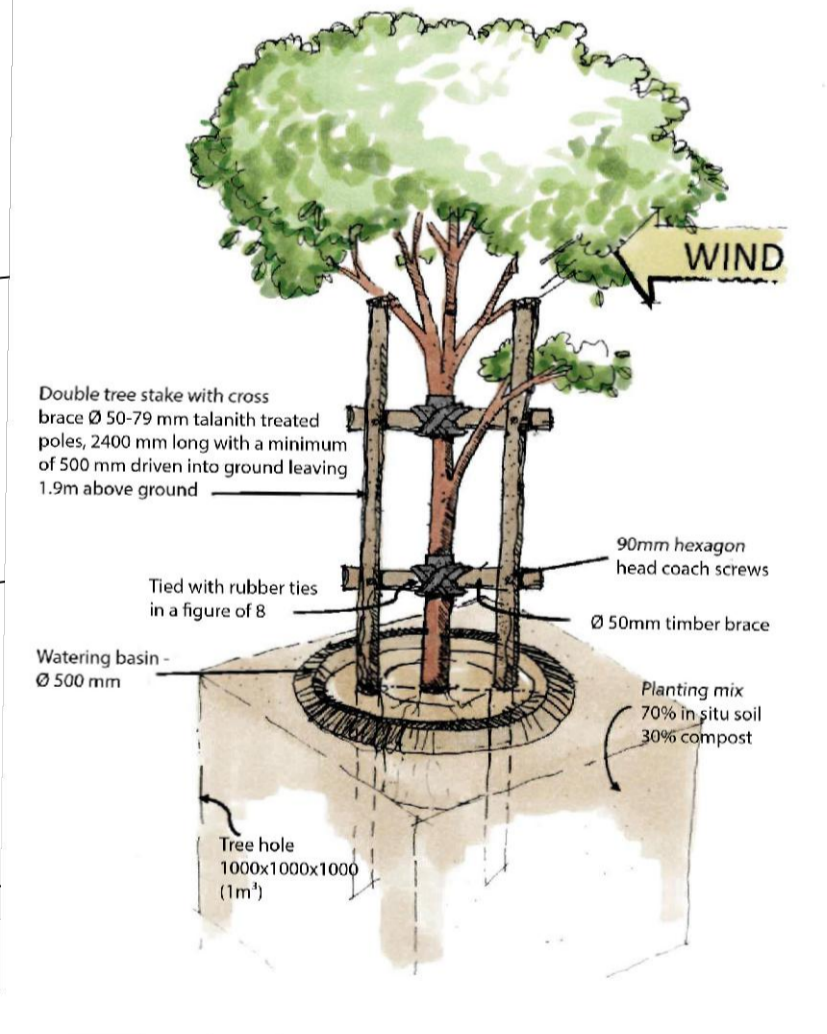 WIND
Double tree stake with cross
brace Ø 50-79 mm talanith treated
poles, 2400 mm long with a minimum
of 500 mm driven into ground leaving
1.9m above ground
90mm hexagon
head coach screws
Tied with rubber ties
in a figure of 8
Ø 50mm timber brace
Watering basin -
Ø 500 mm
Planting mix
70% in situ soil
30% compost
Tree hole
1000x1000x1000
(1m³)